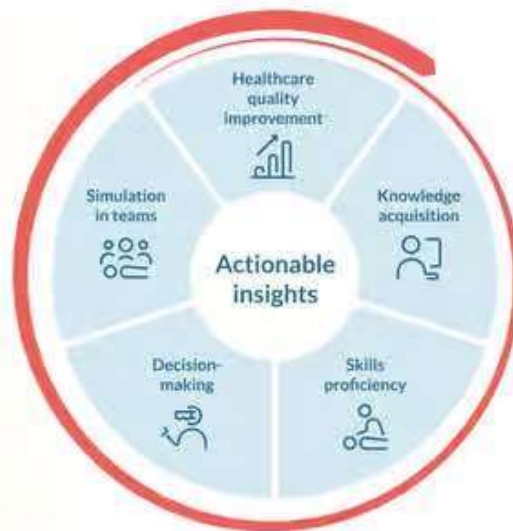 Healthcare
quality
improvement
Knowledge
acquisition
Skills
proficiency
Decision-
making
Simulation
in teams
Actionable
insights